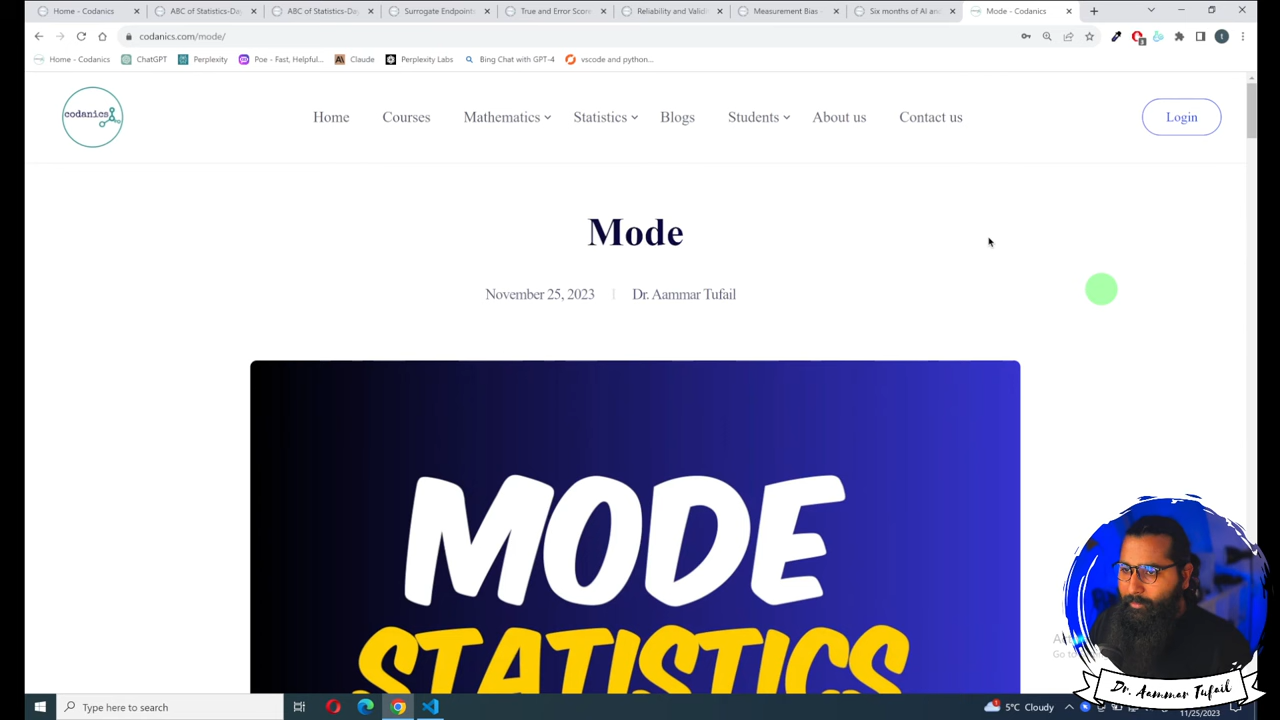 Home - Codanics
ABC of Statistics-Da
ABC of Statistics-Da
Surrogate Endpoint
True and Error Score
Reliability and Validi
Measurement Bias -
Six months of AI and
Mode - Codanics
codanics.com/mode/
Home - Codanics
ChatGPT
Perplexity
Poe - Fast, Helpful...
Claude
Perplexity Labs
Bing Chat with GPT-4
vscode and python...
codanics
Home
Courses
Mathematics
Statistics
Blogs
Students
About us
Contact us
Login
Mode
November 25, 2023
Dr. Aammar Tufail
MODE
STATISTICS
Go to
Dr. Aammar Tufail
Type here to search
5°C Cloudy
11/25/2023